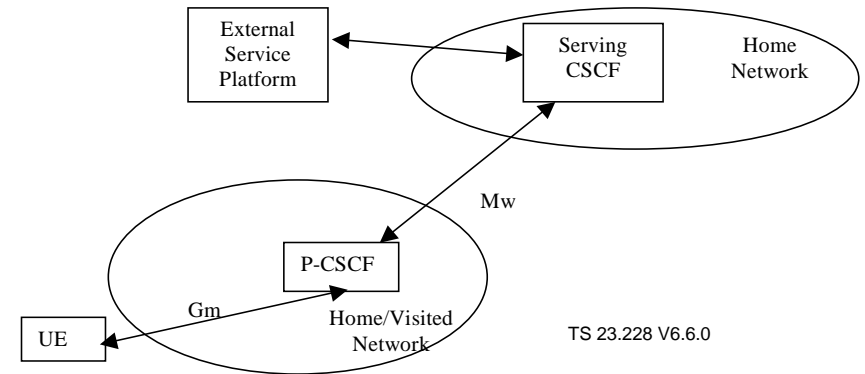 External
Service
Platform
Serving
CSCF
Home
Network
Mw
P-CSCF
Gm
Home/Visited
Network
UE
TS 23.228 V6.6.0